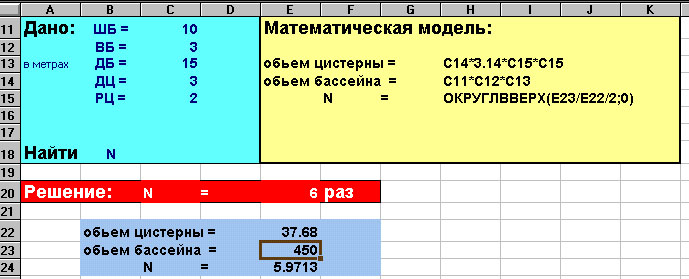 A B C D E F G H I J K
11 Дано: ШБ = 10 Математическая модель:
12 ВБ = 3
13 в метрах ДБ = 15 обьем цистерны = C14*3.14*C15*C15
14 ДЦ = 3 обьем бассейна = C11*C12*C13
15 РЦ = 2 N = ОКРУГЛВВЕРХ(E23/E22/2;0)
16
17
18 Найти N
19
20 Решение: N = 6 раз
21
22 обьем цистерны = 37.68
23 обьем бассейна = 450
24 N = 5.9713